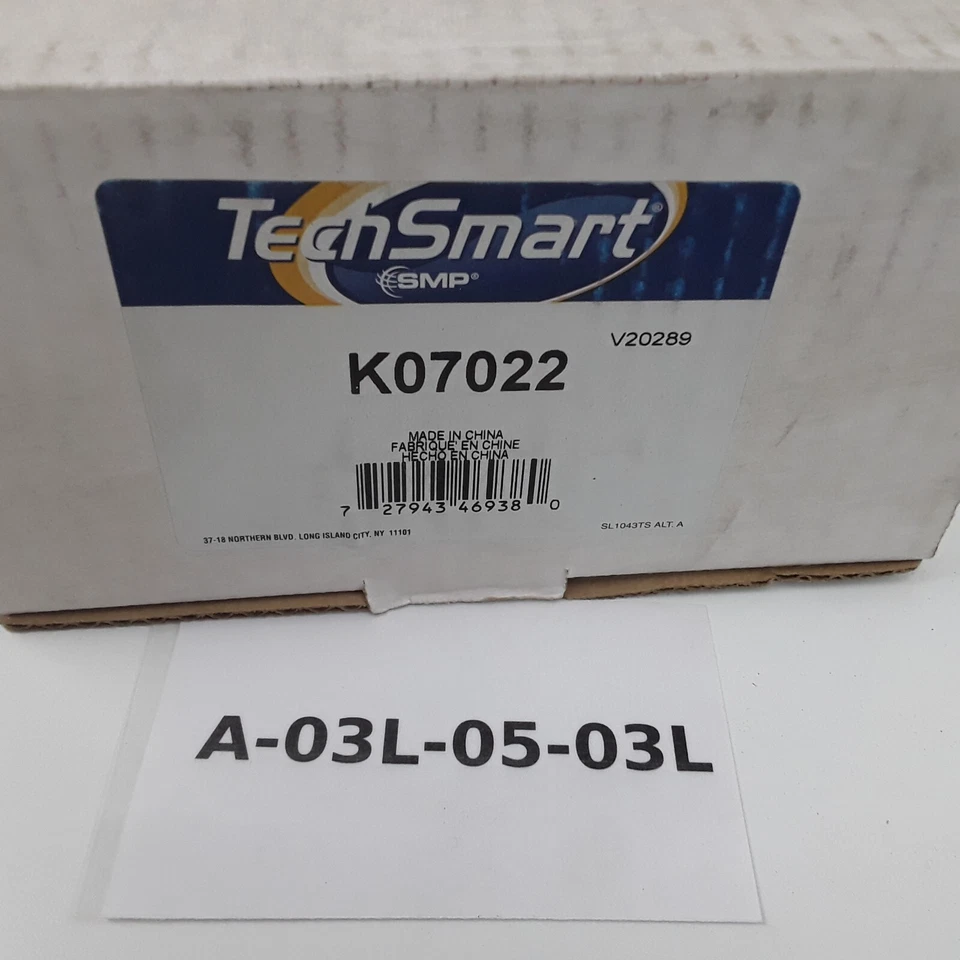 TechSmart®
SMP®
V20289
K07022
MADE IN CHINA
FABRIQUE' EN CHINE
HECHO EN CHINA
7 27943 46938 0
37-18 NORTHERN BLVD. LONG ISLAND CITY, NY 11101
SL1043TS ALT. A
A-03L-05-03L